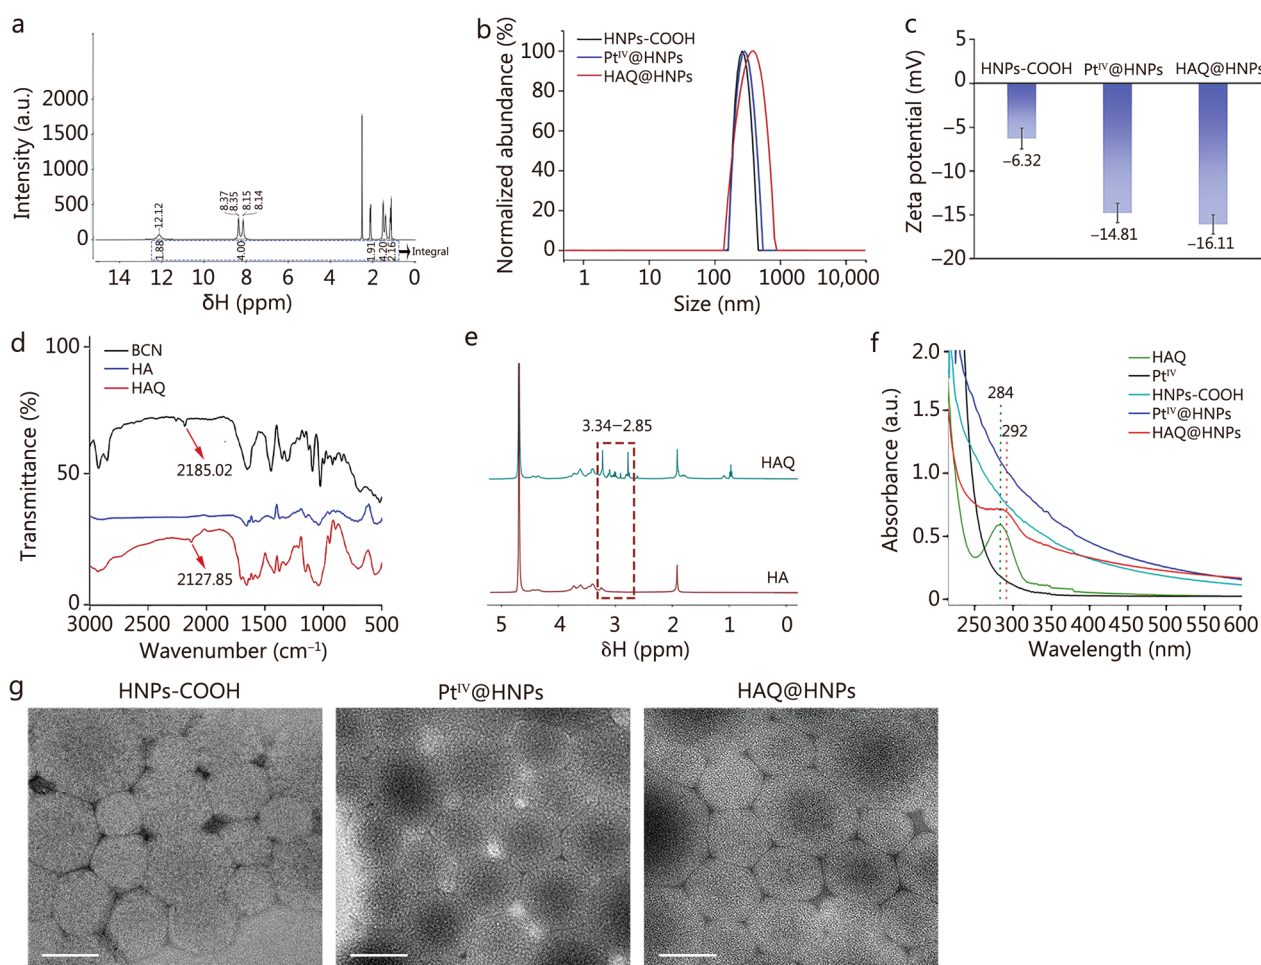 a
Intensity (a.u.)
2000
1500
1000
500
0
12.12
8.37
8.35
8.15
8.14
1.88
4.00
1.91
4.20
2.16
Integral
14 12 10 8 6 4 2 0
δH (ppm)
b
Normalized abundance (%)
HNPs-COOH
Ptᴵⱽ@HNPs
HAQ@HNPs
100
80
60
40
20
0
1 10 100 1000 10,000
Size (nm)
c
Zeta potential (mV)
5
0
−5
−10
−15
−20
HNPs-COOH Ptᴵⱽ@HNPs HAQ@HNPs
−6.32
−14.81
−16.11
d
Transmittance (%)
100
50
0
BCN
HA
HAQ
2185.02
2127.85
3000 2500 2000 1500 1000 500
Wavenumber (cm⁻¹)
e
3.34−2.85
HAQ
HA
5 4 3 2 1 0
δH (ppm)
f
Absorbance (a.u.)
2.0
1.5
1.0
0.5
0
284
292
HAQ
Ptᴵⱽ
HNPs-COOH
Ptᴵⱽ@HNPs
HAQ@HNPs
250 300 350 400 450 500 550 600
Wavelength (nm)
g
HNPs-COOH Ptᴵⱽ@HNPs HAQ@HNPs